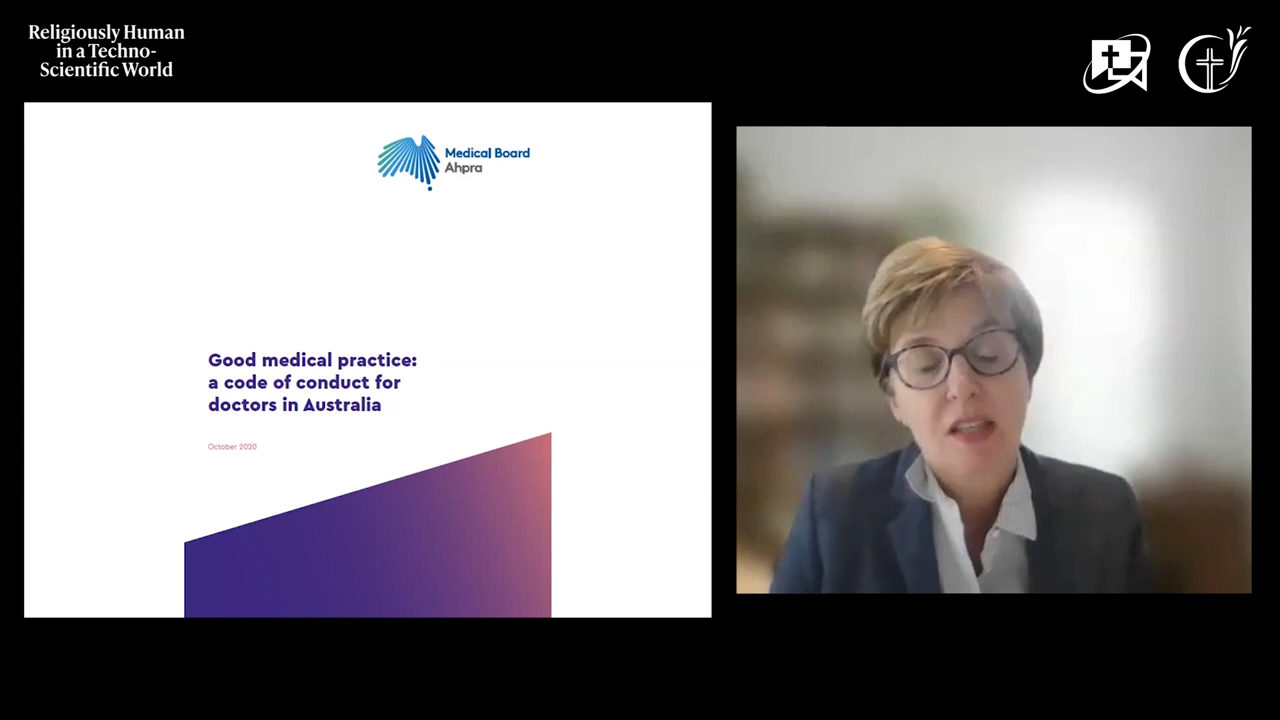 Religiously Human
in a Techno-
Scientific World
Medical Board
Ahpra
Good medical practice:
a code of conduct for
doctors in Australia
October 2020